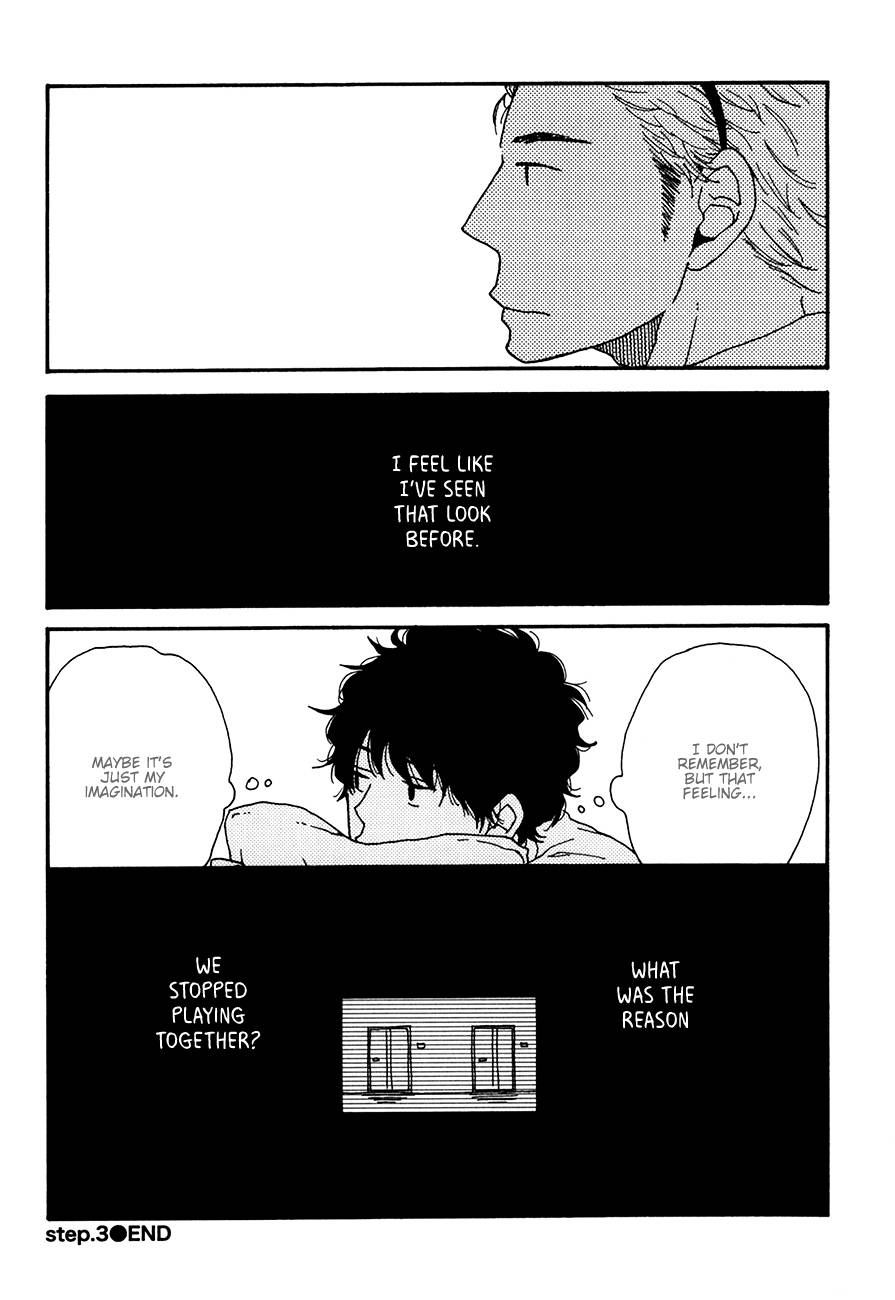 I FEEL LIKE
I'VE SEEN
THAT LOOK
BEFORE.
I DON'T
REMEMBER,
BUT THAT
FEELING...
MAYBE IT'S
JUST MY
IMAGINATION.
WHAT
WAS THE
REASON
WE
STOPPED
PLAYING
TOGETHER?
step.3●END